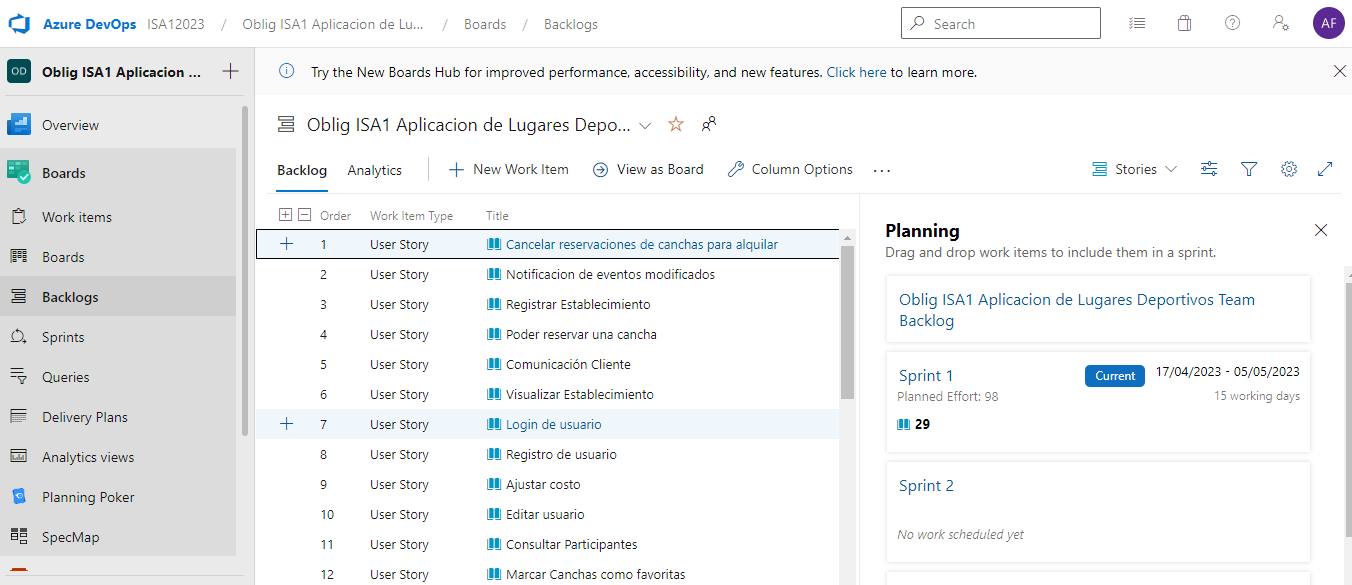 Azure DevOps ISA12023 / Oblig ISA1 Aplicacion de Lu... / Boards / Backlogs
Search
AF
OD Oblig ISA1 Aplicacion ...
Overview
Boards
Work items
Boards
Backlogs
Sprints
Queries
Delivery Plans
Analytics views
Planning Poker
SpecMap
Try the New Boards Hub for improved performance, accessibility, and new features. Click here to learn more.
Oblig ISA1 Aplicacion de Lugares Depo...
Backlog Analytics New Work Item View as Board Column Options ...
Stories
Order Work Item Type Title
1 User Story Cancelar reservaciones de canchas para alquilar
2 User Story Notificacion de eventos modificados
3 User Story Registrar Establecimiento
4 User Story Poder reservar una cancha
5 User Story Comunicación Cliente
6 User Story Visualizar Establecimiento
7 User Story Login de usuario
8 User Story Registro de usuario
9 User Story Ajustar costo
10 User Story Editar usuario
11 User Story Consultar Participantes
12 User Story Marcar Canchas como favoritas
Planning
Drag and drop work items to include them in a sprint.
Oblig ISA1 Aplicacion de Lugares Deportivos Team
Backlog
Sprint 1 Current 17/04/2023 - 05/05/2023
Planned Effort: 98 15 working days
29
Sprint 2
No work scheduled yet